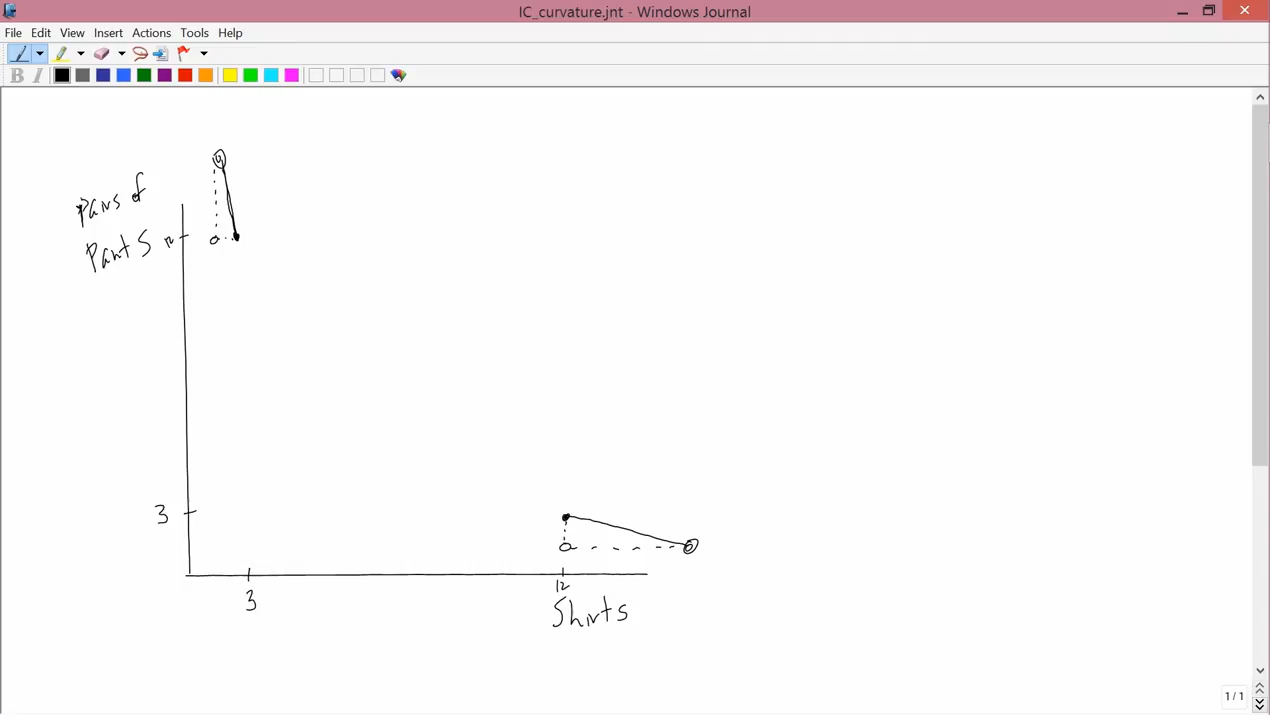 IC_curvature.jnt - Windows Journal
File Edit View Insert Actions Tools Help
B I
Pairs of
Pants 12
3
3
12
Shirts
1 / 1